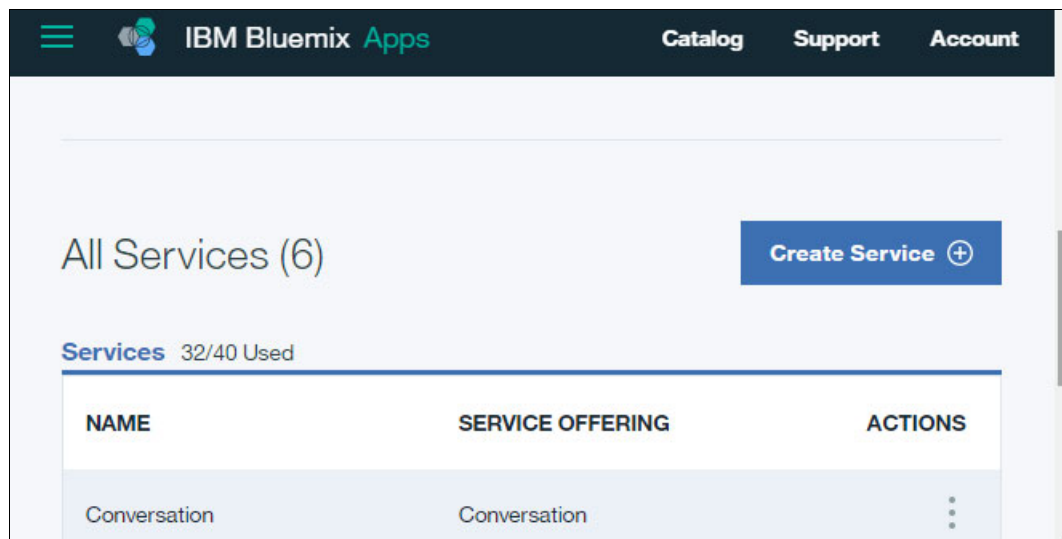 IBM Bluemix Apps Catalog Support Account
All Services (6)
Create Service
Services 32/40 Used
NAME SERVICE OFFERING ACTIONS
Conversation Conversation